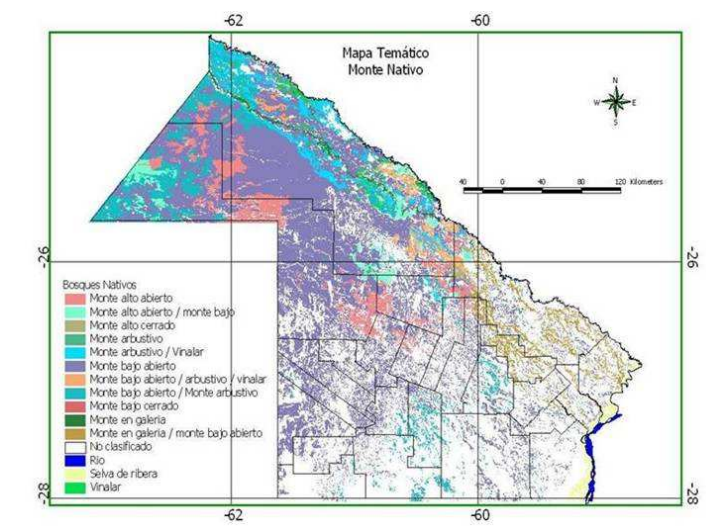 -62 -60
Mapa Temático
Monte Nativo
N
W E
S
40 0 40 80 120 Kilometers
-26 -26
Bosques Nativos
Monte alto abierto
Monte alto abierto / monte bajo
Monte alto cerrado
Monte arbustivo
Monte arbustivo / Vinalar
Monte bajo abierto
Monte bajo abierto / arbustivo / vinalar
Monte bajo abierto / Monte arbustivo
Monte bajo cerrado
Monte en galeria
Monte en galeria / monte bajo abierto
No clasificado
Rio
Selva de ribera
Vinalar
-28 -28
-62 -60